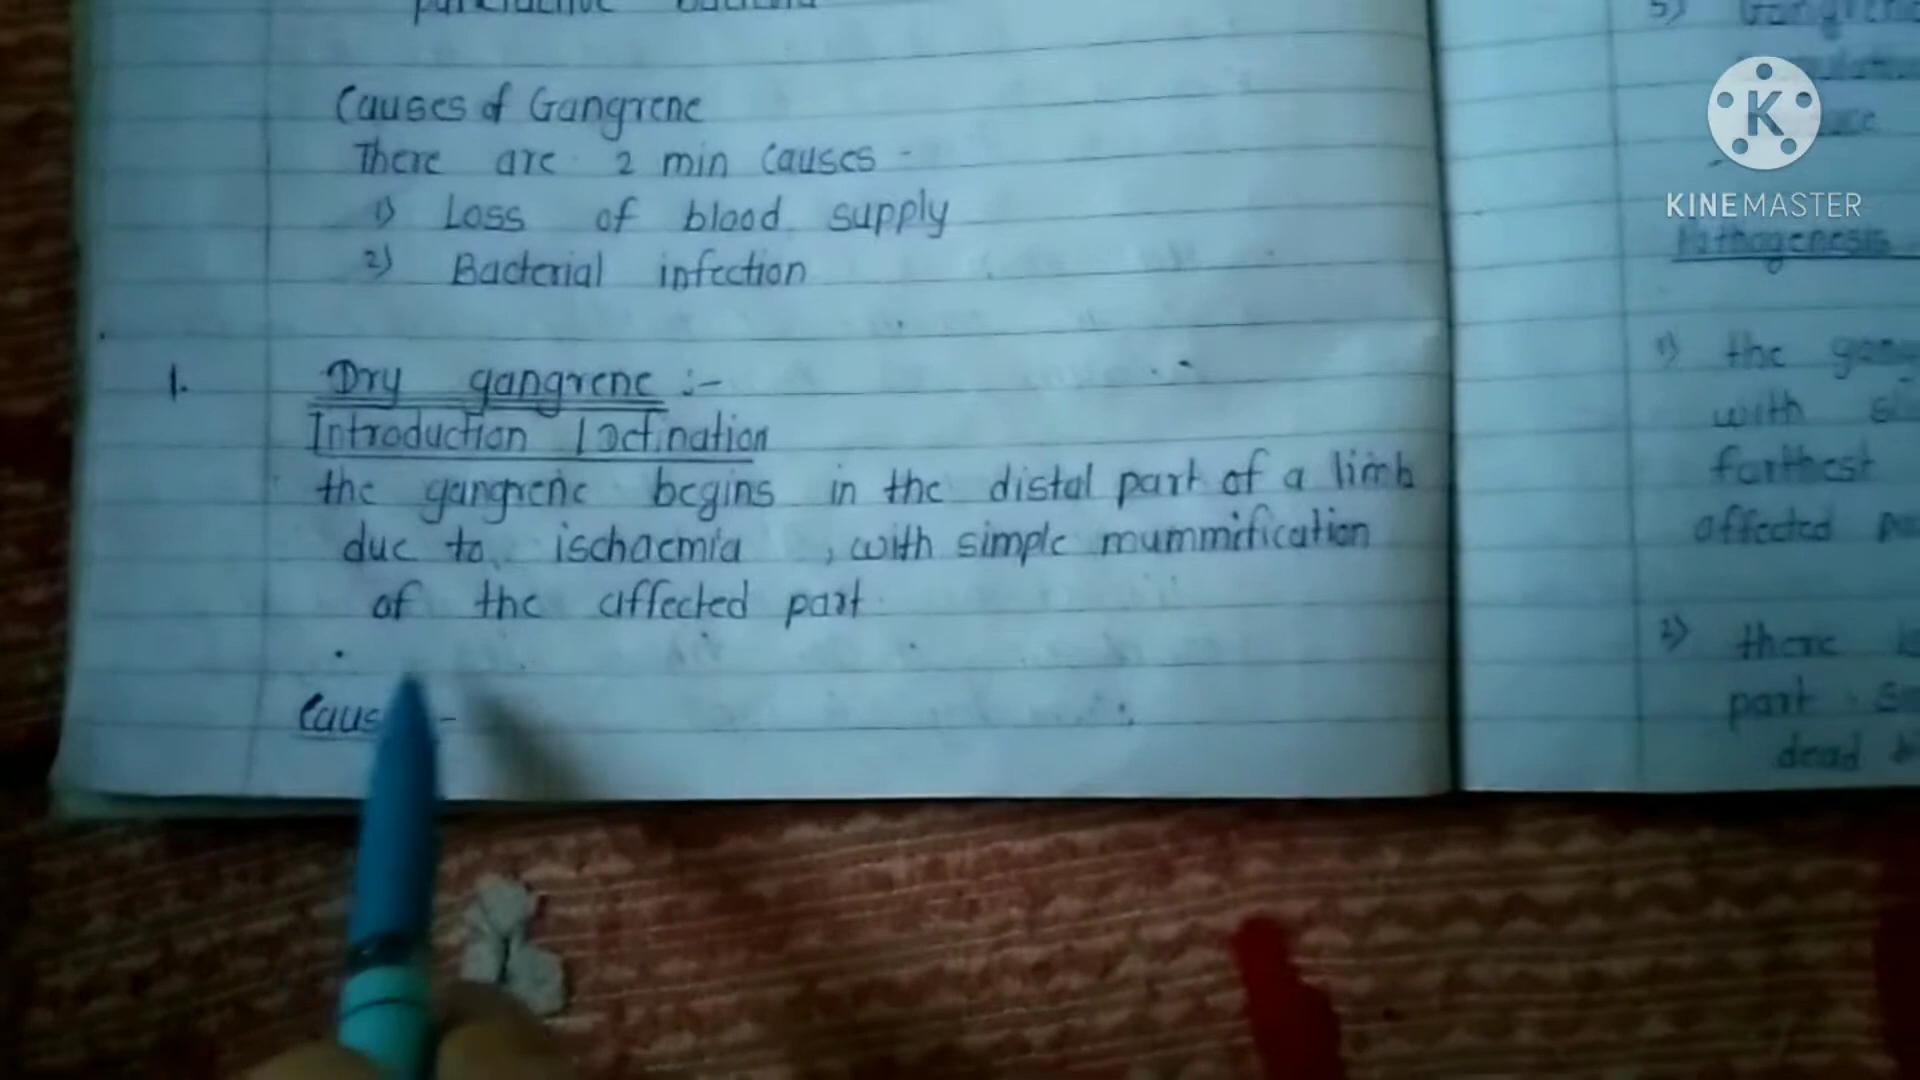 Causes of Gangrene
There are 2 min causes -
1) Loss of blood supply
2) Bacterial infection
1. Dry gangrene :-
Introduction
the gangrene begins in the distal part of a limb
due to ischaemia , with simple mummification
of the affected part
5)
K
KINEMASTER
Pathogenesis
1) the
with
farthest
affected
2) there
part
dead